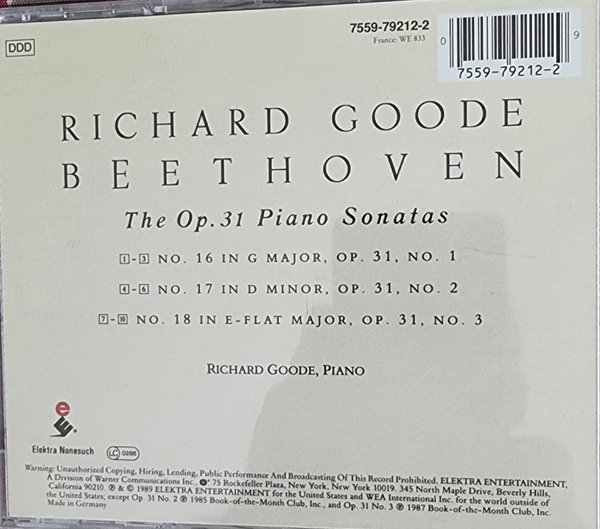 DDD
7559-79212-2
France: WE 833
0
9
7559-79212-2
RICHARD GOODE
BEETHOVEN
The Op.31 Piano Sonatas
1-3 NO. 16 IN G MAJOR, OP. 31, NO. 1
4-6 NO. 17 IN D MINOR, OP. 31, NO. 2
7-10 NO. 18 IN E-FLAT MAJOR, OP. 31, NO. 3
RICHARD GOODE, PIANO
e
Elektra Nonesuch
LC 0286
Warning: Unauthorized Copying, Hiring, Lending, Public Performance And Broadcasting Of This Record Prohibited. ELEKTRA ENTERTAINMENT,
A Division of Warner Communications Inc., 75 Rockefeller Plaza, New York, New York 10019. 345 North Maple Drive, Beverly Hills,
California 90210. ℗ & © 1989 ELEKTRA ENTERTAINMENT for the United States and WEA International Inc. for the world outside of
the United States; except Op. 31 No. 2 ℗ 1985 Book-of-the-Month Club, Inc., and Op. 31 No. 3 ℗ 1987 Book-of-the-Month Club, Inc.
Made in Germany